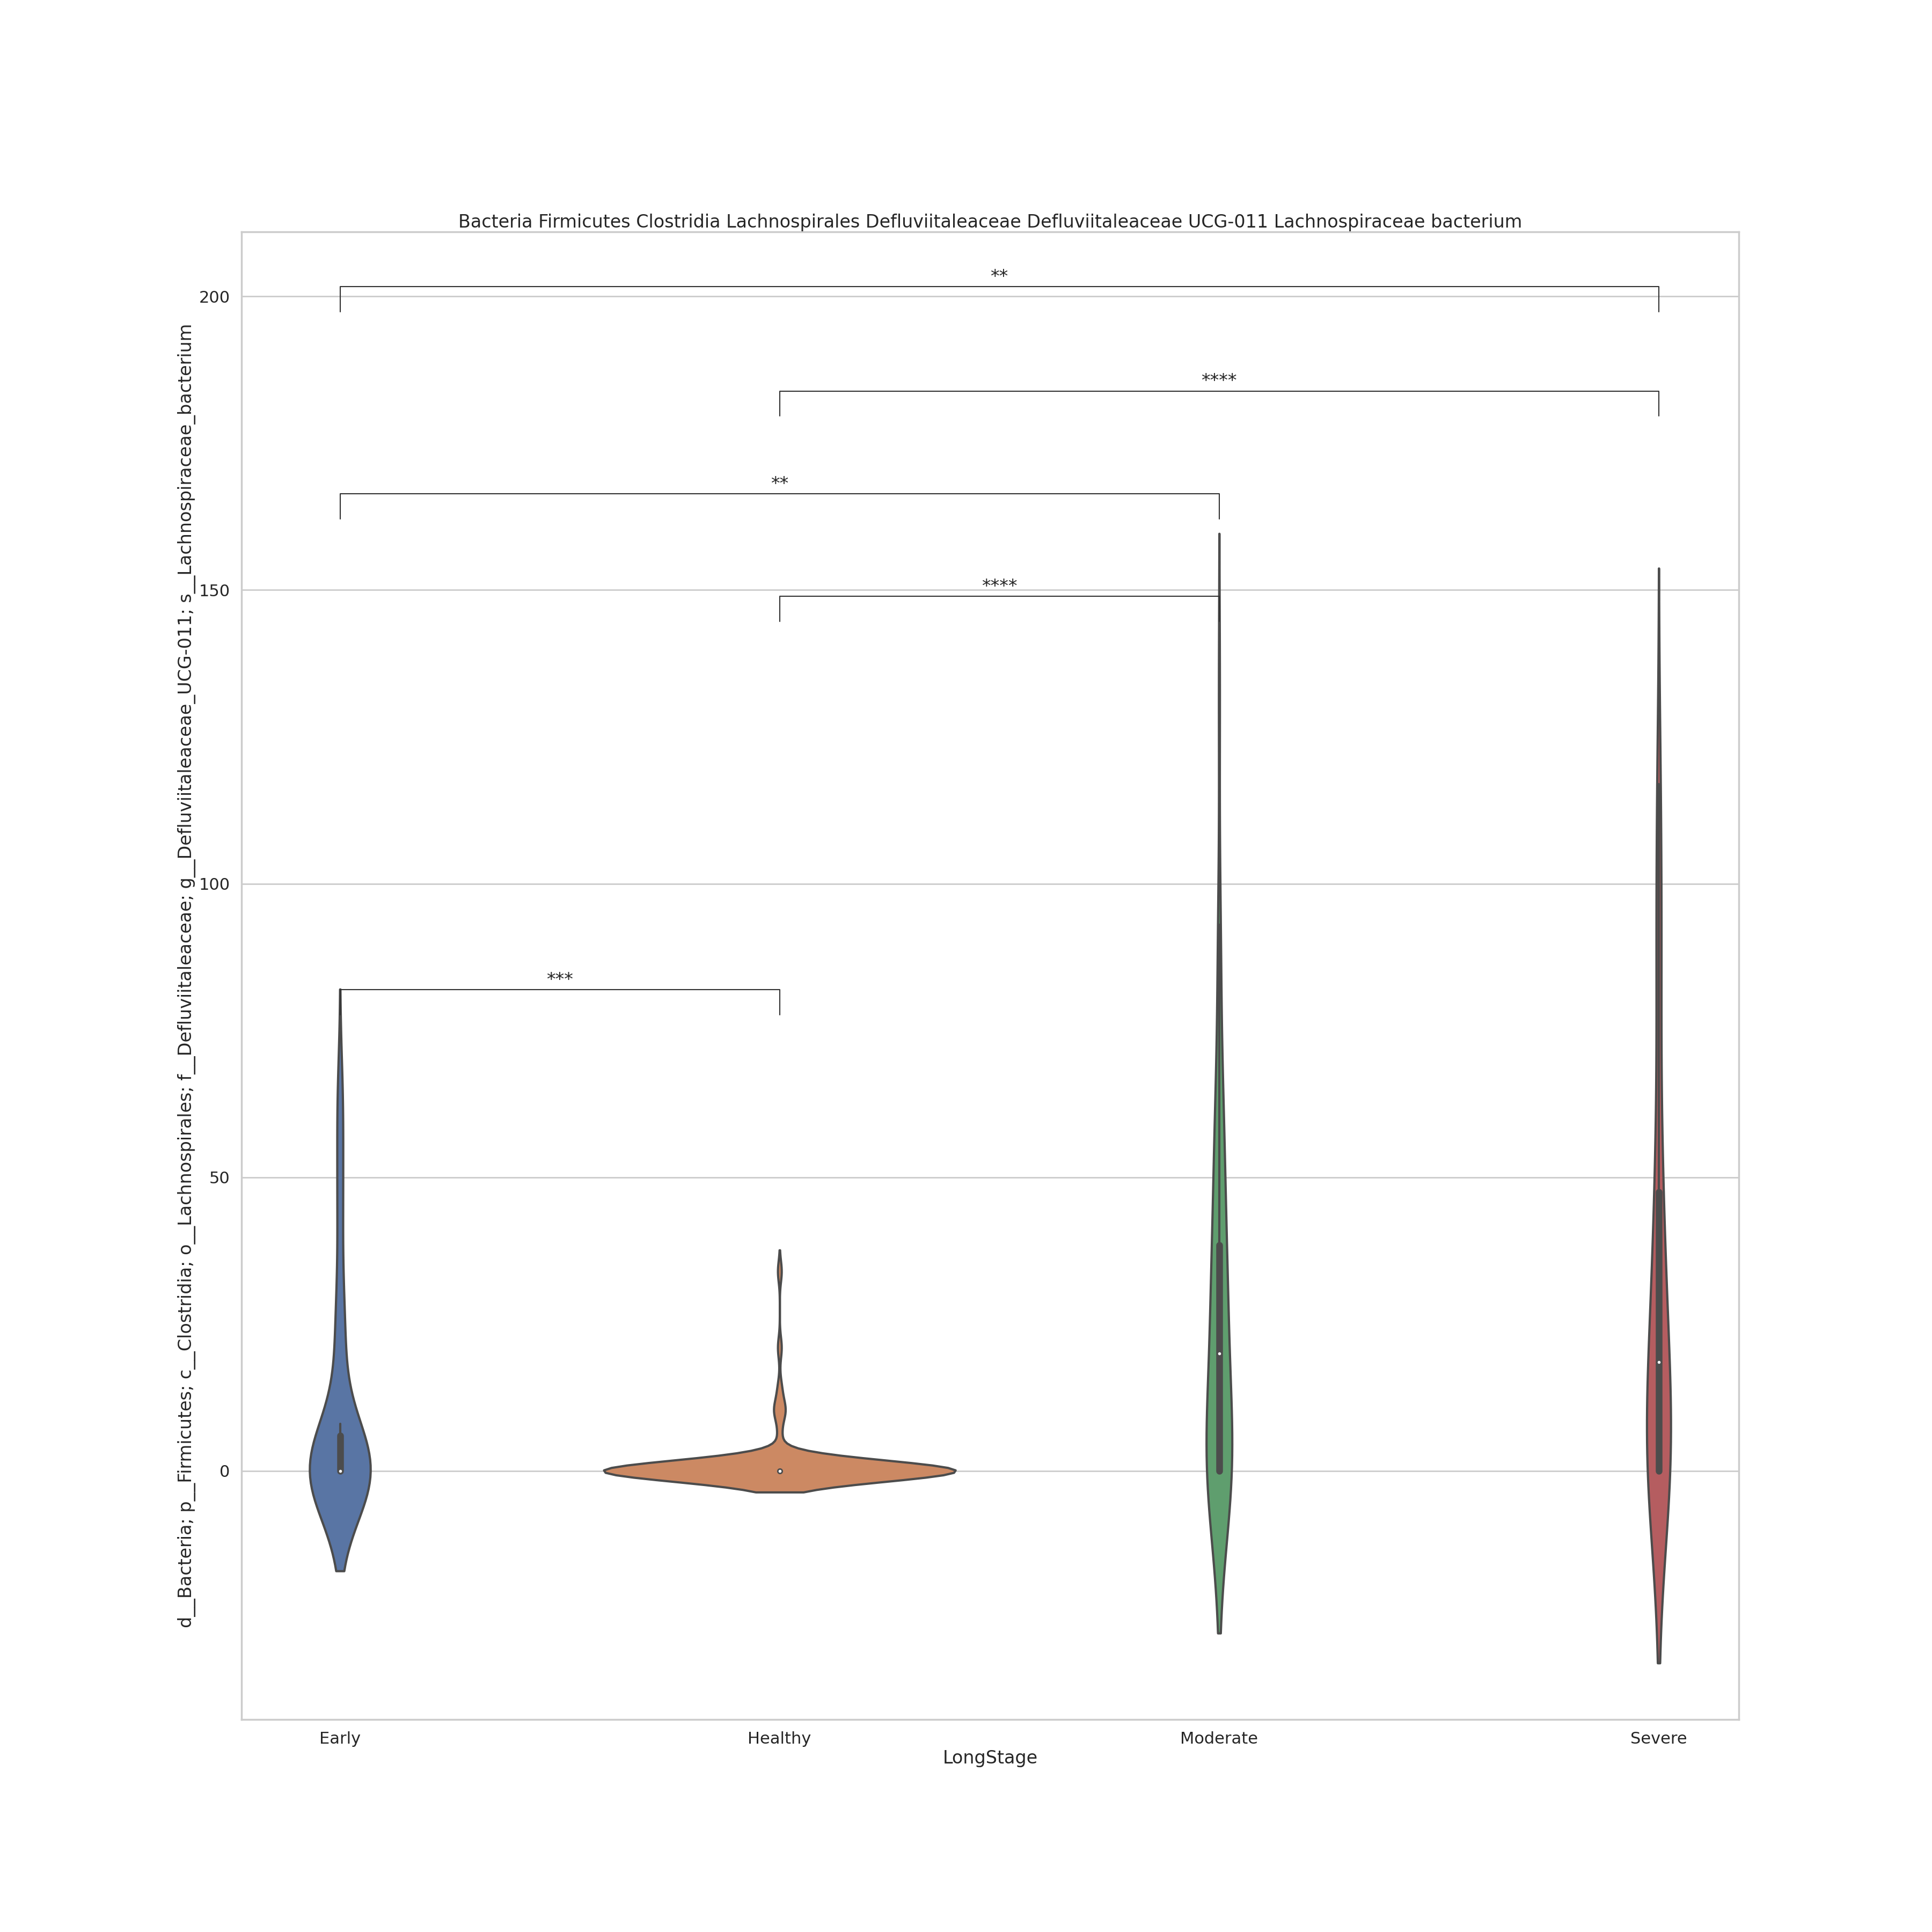 Bacteria Firmicutes Clostridia Lachnospirales Defluviitaleaceae Defluviitaleaceae UCG-011 Lachnospiraceae bacterium
**
200
****
**
150
****
100
***
50
0
d__Bacteria; p__Firmicutes; c__Clostridia; o__Lachnospirales; f__Defluviitaleaceae; g__Defluviitaleaceae_UCG-011; s__Lachnospiraceae_bacterium
Early Healthy Moderate Severe
LongStage